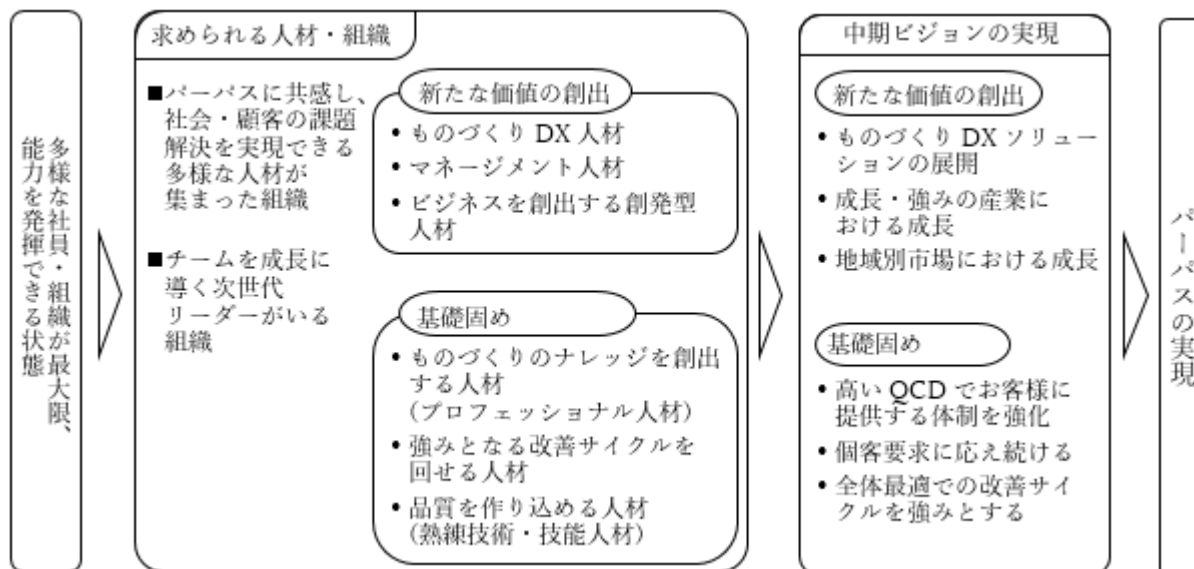 多様な社員・組織が最大限、
能力を発揮できる状態
求められる人材・組織
■パーパスに共感し、
社会・顧客の課題
解決を実現できる
多様な人材が
集まった組織
■チームを成長に
導く次世代
リーダーがいる
組織
新たな価値の創出
• ものづくり DX 人材
• マネージメント人材
• ビジネスを創出する創発型
人材
基礎固め
• ものづくりのナレッジを創出
する人材
(プロフェッショナル人材)
• 強みとなる改善サイクルを
回せる人材
• 品質を作り込める人材
(熟練技術・技能人材)
中期ビジョンの実現
新たな価値の創出
• ものづくり DX ソリュー
ションの展開
• 成長・強みの産業に
おける成長
• 地域別市場における成長
基礎固め
• 高い QCD でお客様に
提供する体制を強化
• 個客要求に応え続ける
• 全体最適での改善サイ
クルを強みとする
パーパスの実現